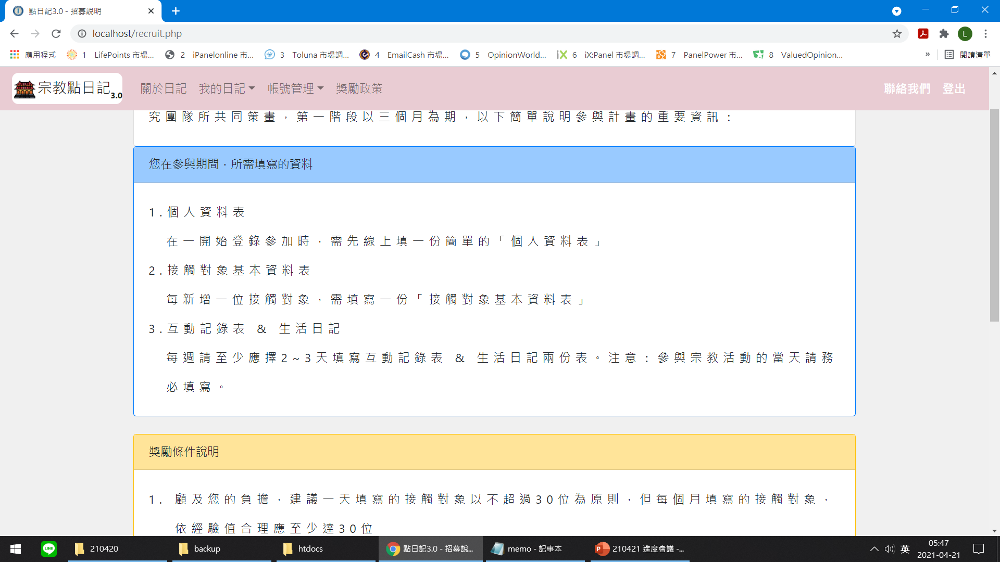 點日記3.0 - 招募說明
localhost/recruit.php
L
應用程式
1 LifePoints 市場...
2 iPanelonline 市...
3 Toluna 市場調...
4 EmailCash 市場...
5 OpinionWorld...
6 iX:Panel 市場調...
7 PanelPower 市...
8 ValuedOpinion...
»
閱讀清單
宗教點日記3.0
關於日記
我的日記
帳號管理
獎勵政策
聯絡我們
登出
究團隊所共同策畫，第一階段以三個月為期，以下簡單說明參與計畫的重要資訊：
您在參與期間，所需填寫的資料
1.個人資料表
在一開始登錄參加時，需先線上填一份簡單的「個人資料表」
2.接觸對象基本資料表
每新增一位接觸對象，需填寫一份「接觸對象基本資料表」
3.互動記錄表 & 生活日記
每週請至少應擇2~3天填寫互動記錄表 & 生活日記兩份表。注意：參與宗教活動的當天請務
必填寫。
獎勵條件說明
1. 顧及您的負擔，建議一天填寫的接觸對象以不超過30位為原則，但每個月填寫的接觸對象，
依經驗值合理應至少達30位
LINE
210420
backup
htdocs
點日記3.0 - 招募說...
memo - 記事本
210421 進度會議 -...
英
05:47
2021-04-21